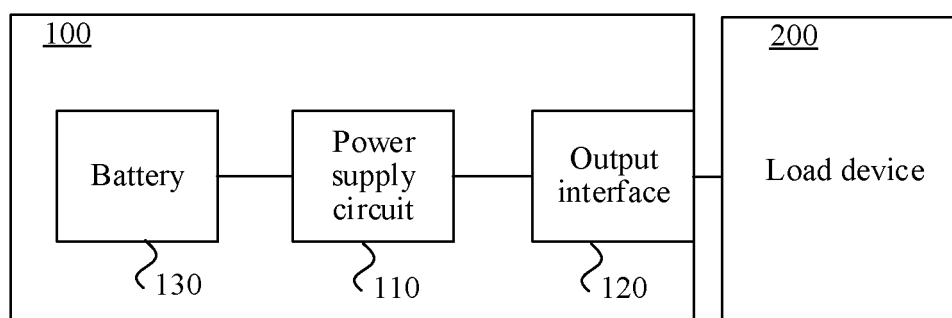 100
200
Battery
Power
supply
circuit
Output
interface
Load device
130
110
120